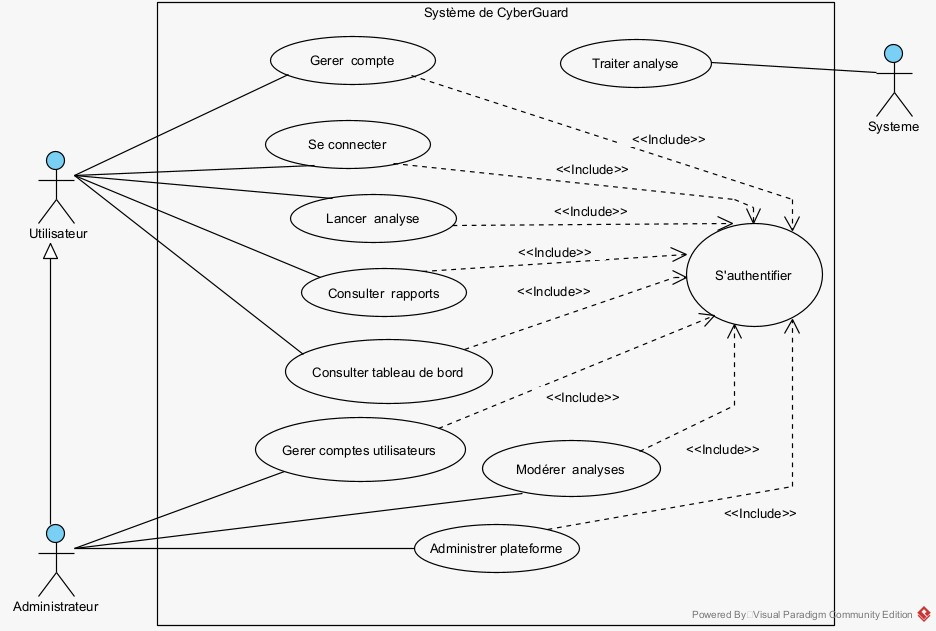 Système de CyberGuard
Gerer compte
Traiter analyse
Systeme
<<Include>>
Se connecter
<<Include>>
Utilisateur
Lancer analyse
<<Include>>
<<Include>>
S'authentifier
Consulter rapports
<<Include>>
Consulter tableau de bord
<<Include>>
Gerer comptes utilisateurs
<<Include>>
Modérer analyses
<<Include>>
Administrer plateforme
Administrateur
Powered By Visual Paradigm Community Edition